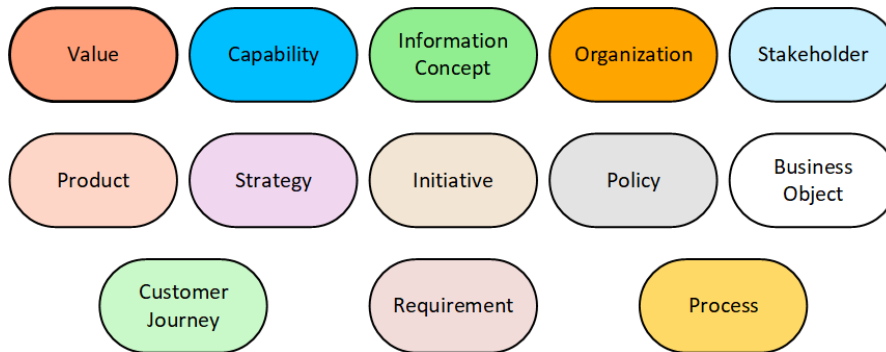 Value
Capability
Information
Concept
Organization
Stakeholder
Product
Strategy
Initiative
Policy
Business
Object
Customer
Journey
Requirement
Process